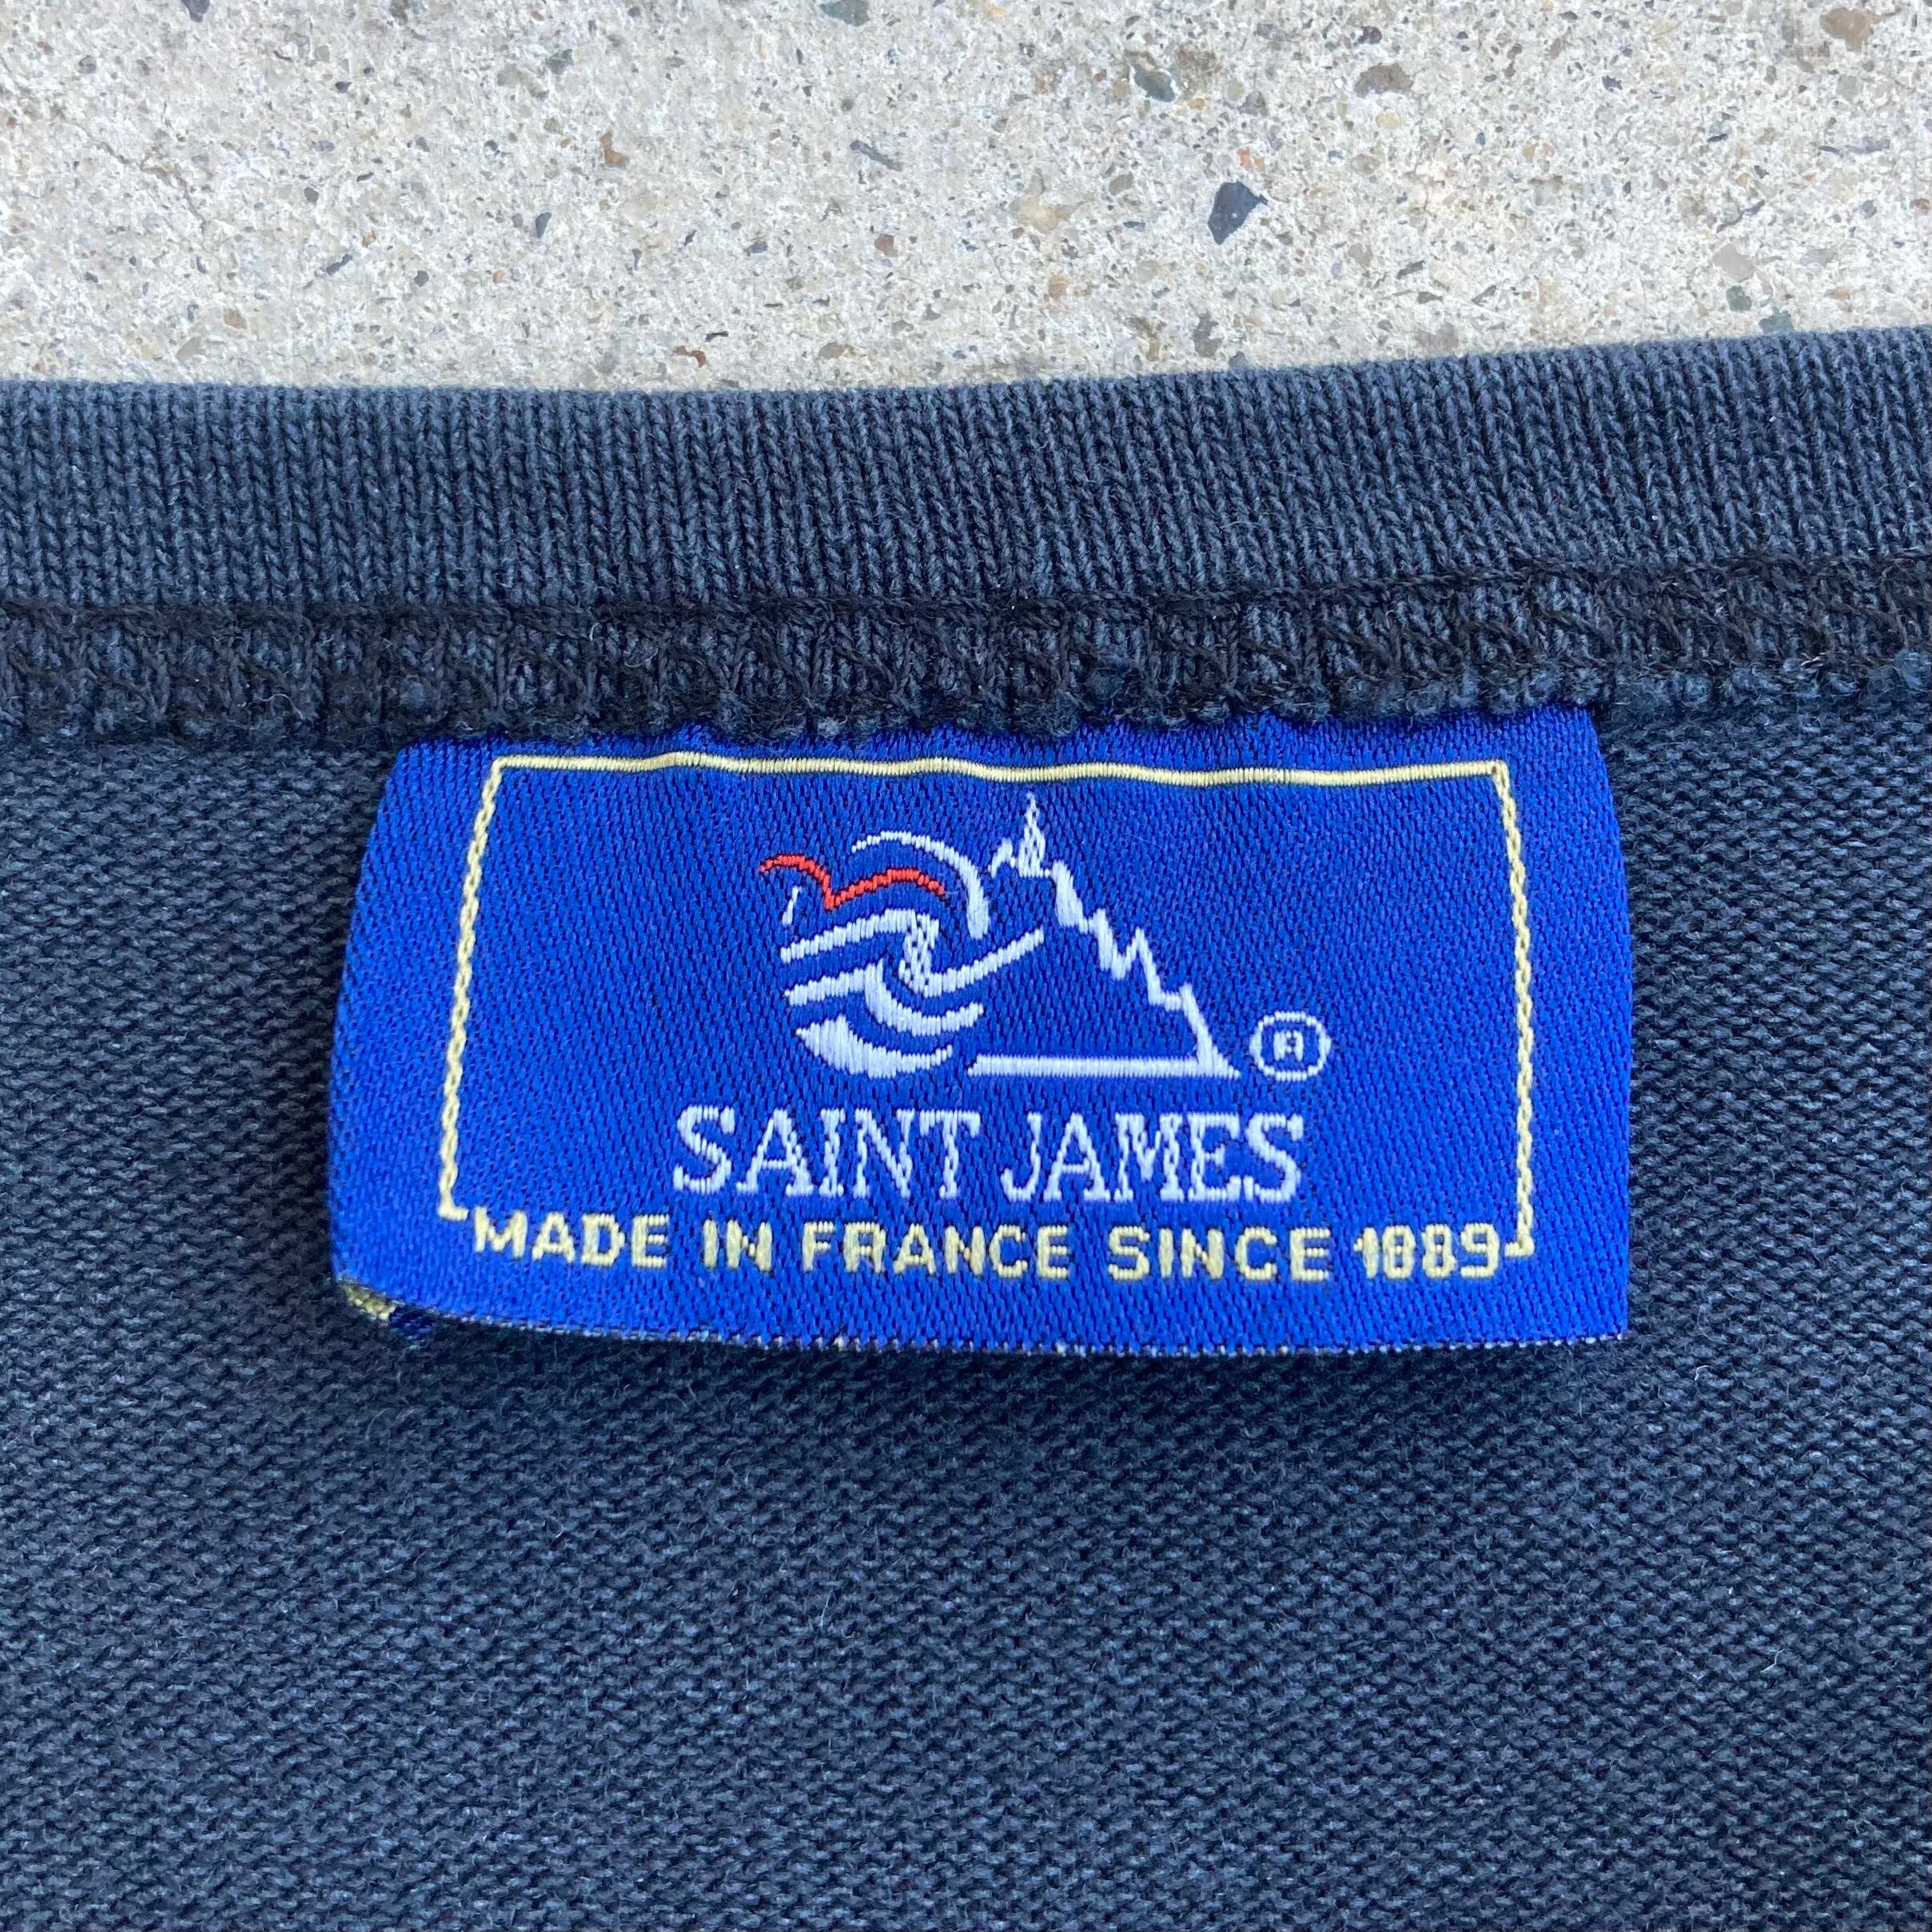 ®
SAINT JAMES
MADE IN FRANCE SINCE 1889